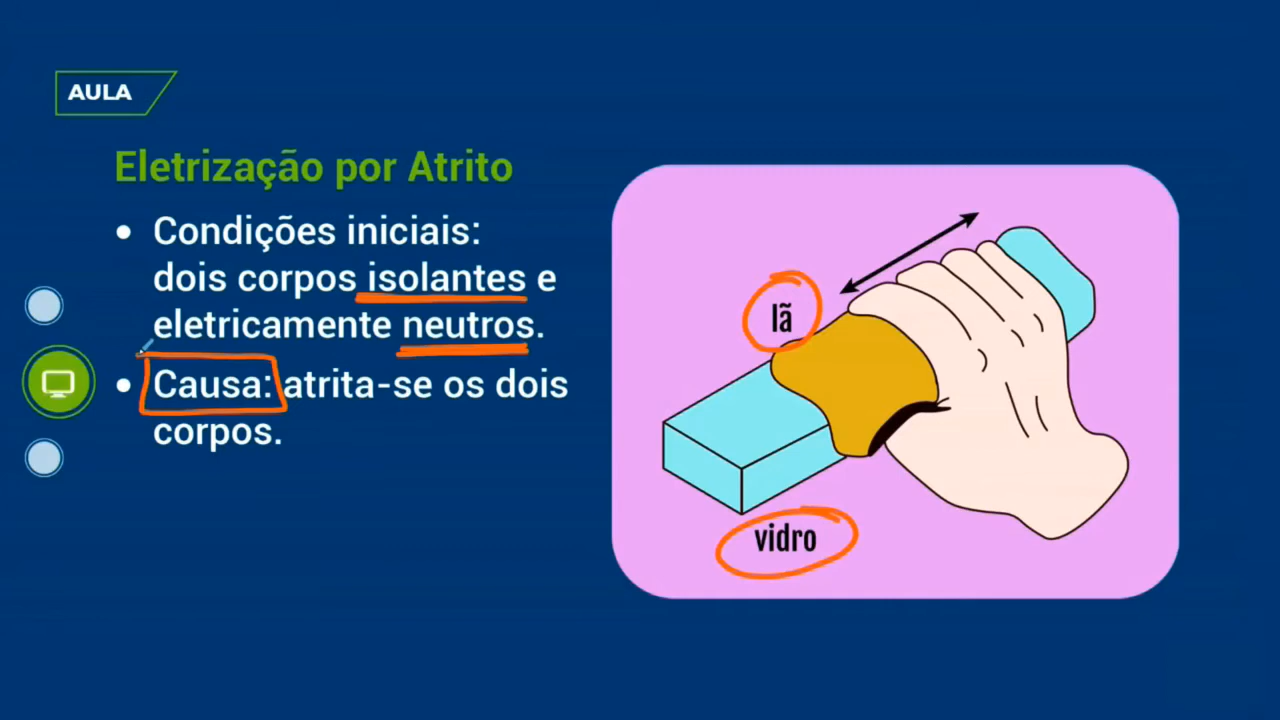 AULA
Eletrização por Atrito
• Condições iniciais:
dois corpos isolantes e
eletricamente neutros.
• Causa: atrita-se os dois
corpos.
lã
vidro